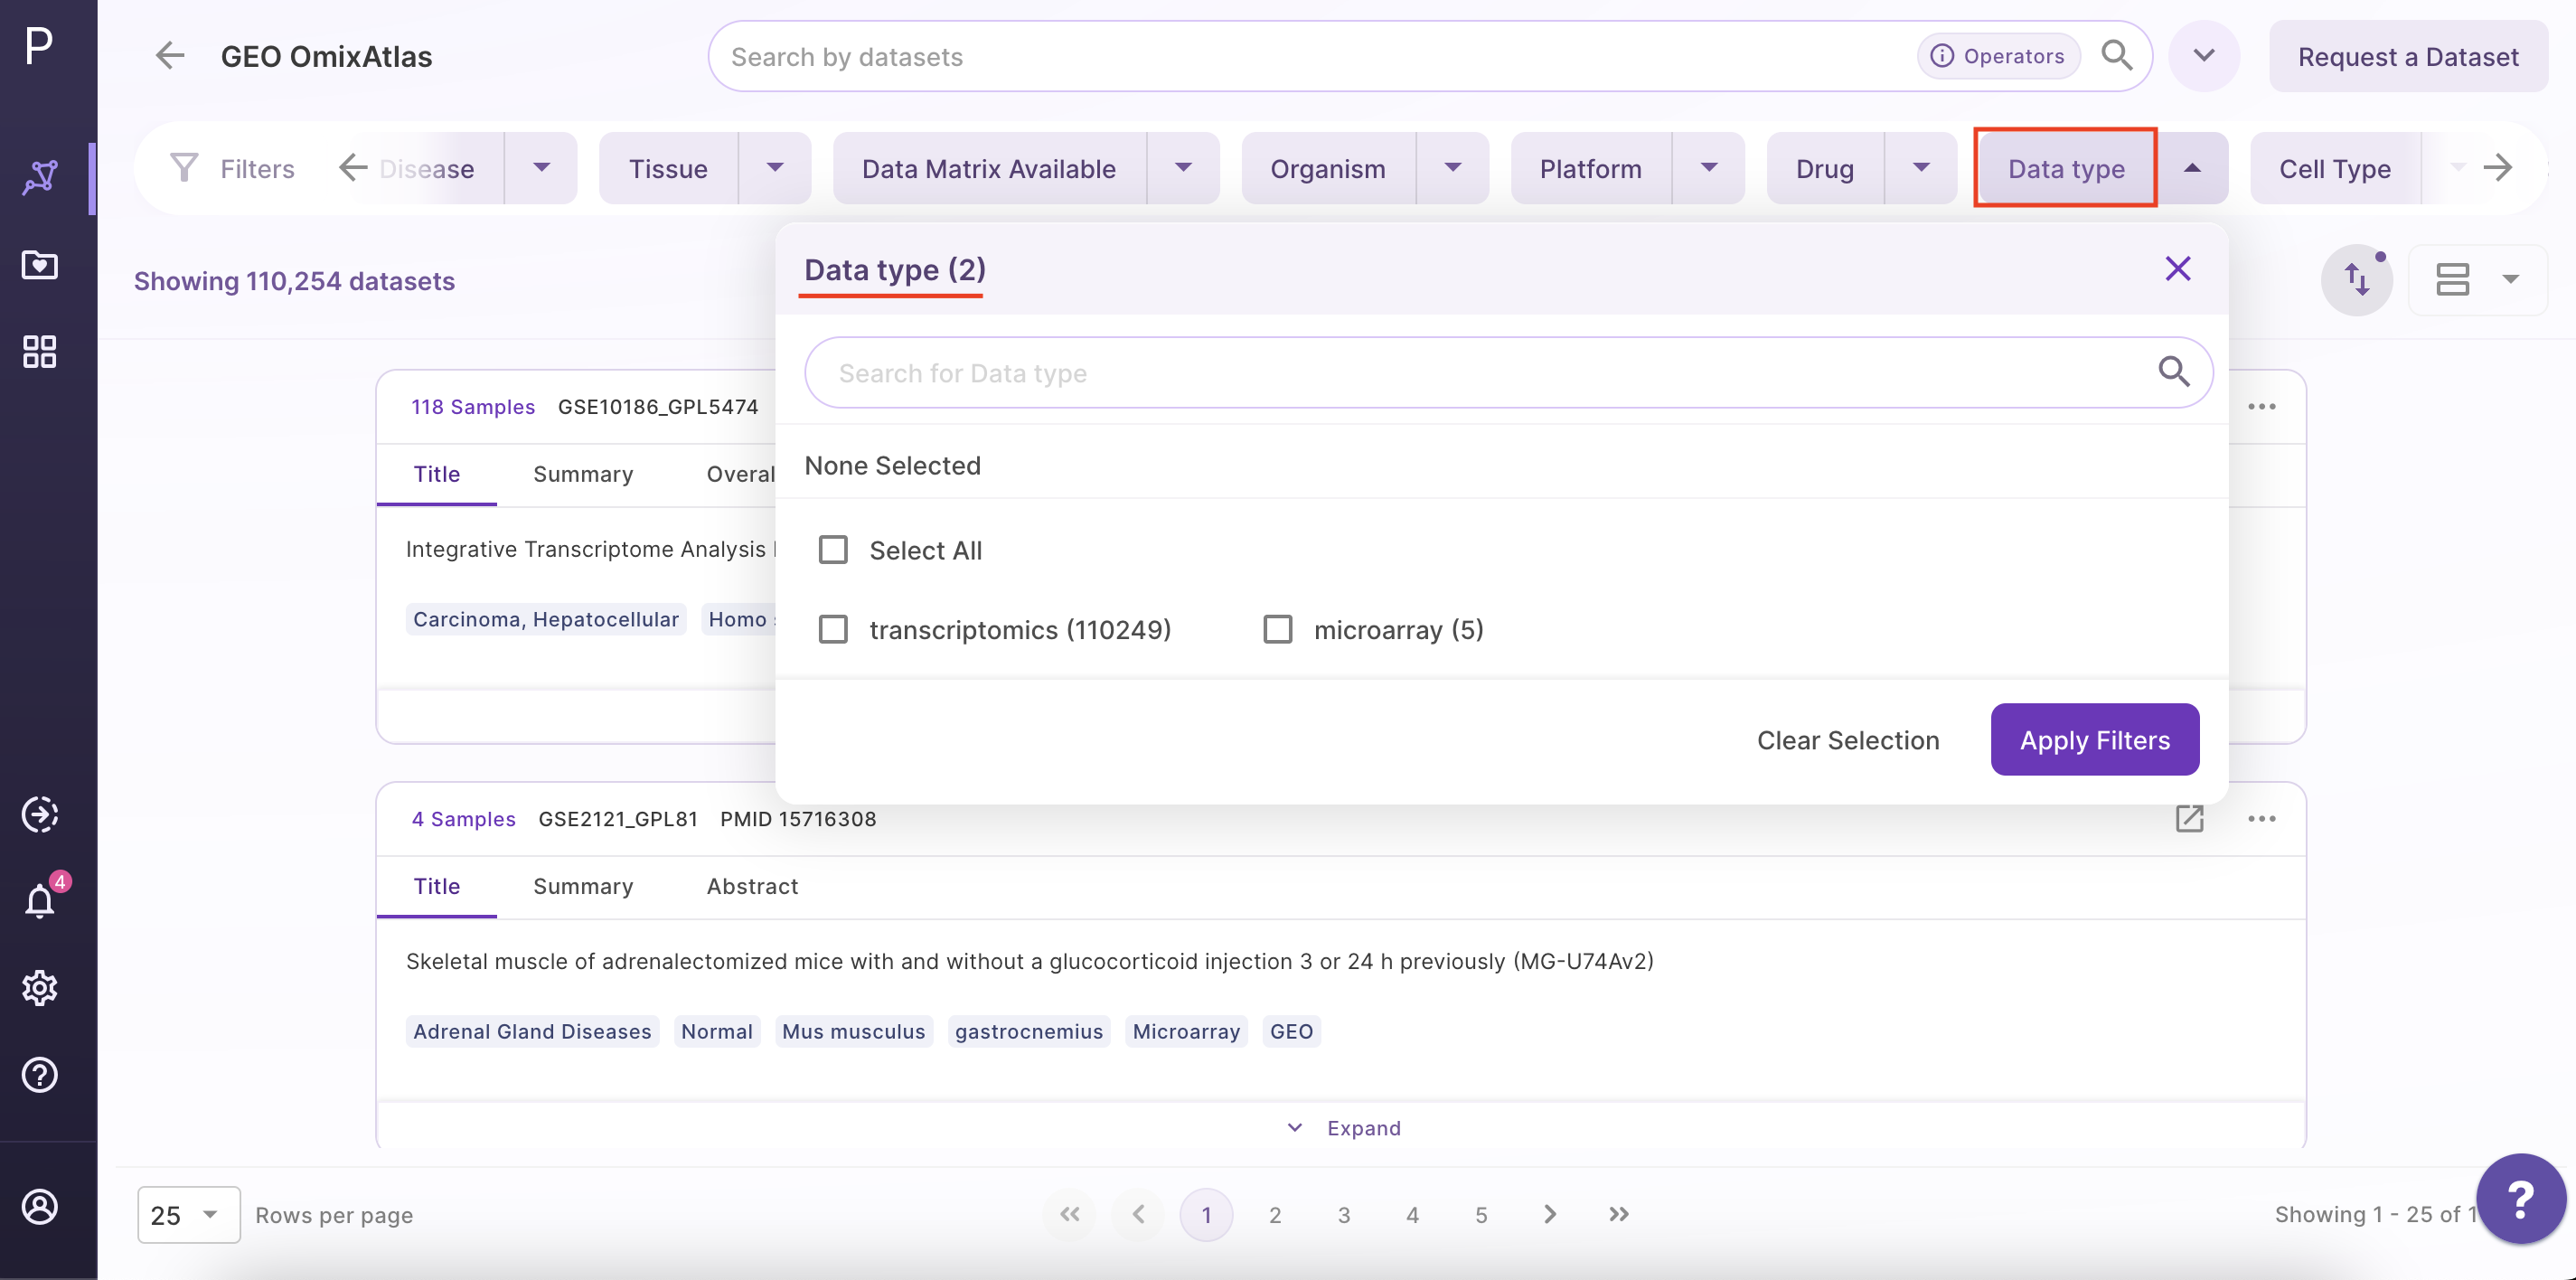 P
GEO OmixAtlas
Search by datasets
Operators
Request a Dataset
Filters
Disease
Tissue
Data Matrix Available
Organism
Platform
Drug
Data type
Cell Type
Showing 110,254 datasets
Data type (2)
Search for Data type
None Selected
Select All
transcriptomics (110249)
microarray (5)
Clear Selection
Apply Filters
118 Samples GSE10186_GPL5474
Title Summary Overal
Integrative Transcriptome Analysis
Carcinoma, Hepatocellular Homo
4 Samples GSE2121_GPL81 PMID 15716308
Title Summary Abstract
Skeletal muscle of adrenalectomized mice with and without a glucocorticoid injection 3 or 24 h previously (MG-U74Av2)
Adrenal Gland Diseases Normal Mus musculus gastrocnemius Microarray GEO
Expand
4
25 Rows per page
1 2 3 4 5
Showing 1 - 25 of 1
?